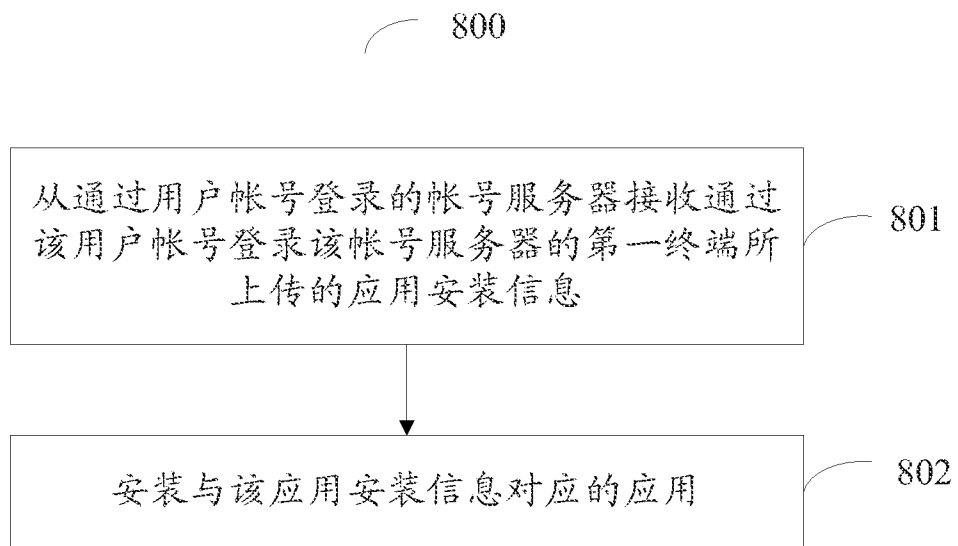 800
从通过用户帐号登录的帐号服务器接收通过
该用户帐号登录该帐号服务器的第一终端所
上传的应用安装信息
801
安装与该应用安装信息对应的应用
802